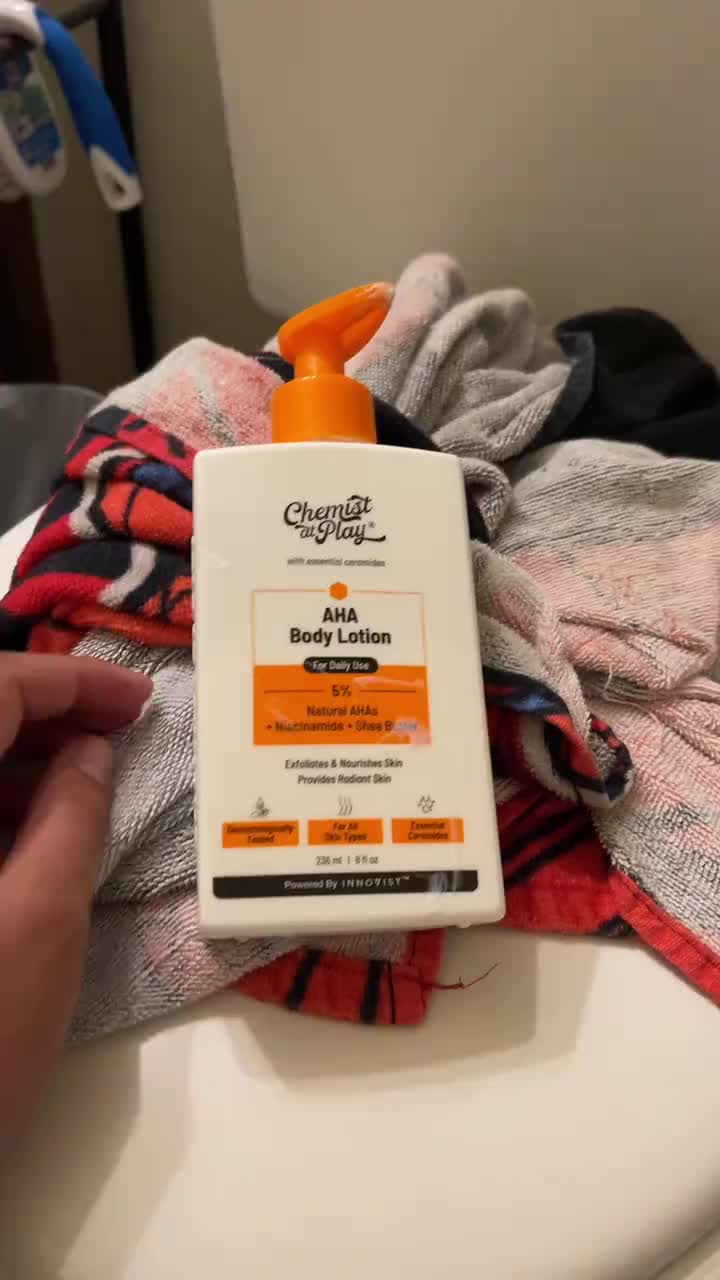 Chemist
at Play®
with essential ceramides
AHA
Body Lotion
For Daily Use
5%
Natural AHAs
+ Niacinamide + Shea Butter
Exfoliates & Nourishes Skin
Provides Radiant Skin
Dermatologically
Tested
For All
Skin Types
Essential
Ceramides
236 ml | 8 fl oz
Powered By INNOVIST™